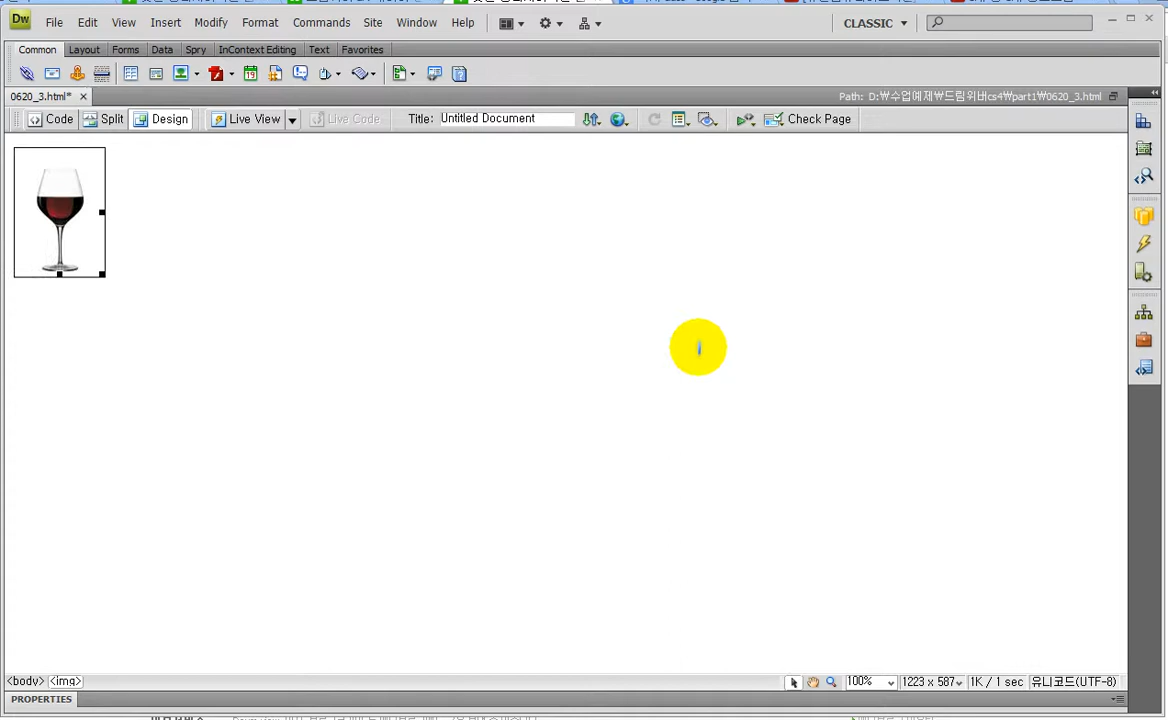 Dw File Edit View Insert Modify Format Commands Site Window Help CLASSIC
Common Layout Forms Data Spry InContext Editing Text Favorites
0620_3.html* Path: D:₩수업예제₩드림위버cs4₩part1₩0620_3.html
Code Split Design Live View Live Code Title: Untitled Document Check Page
<body> <img> 100% 1223 x 587 1K / 1 sec 유니코드(UTF-8)
PROPERTIES